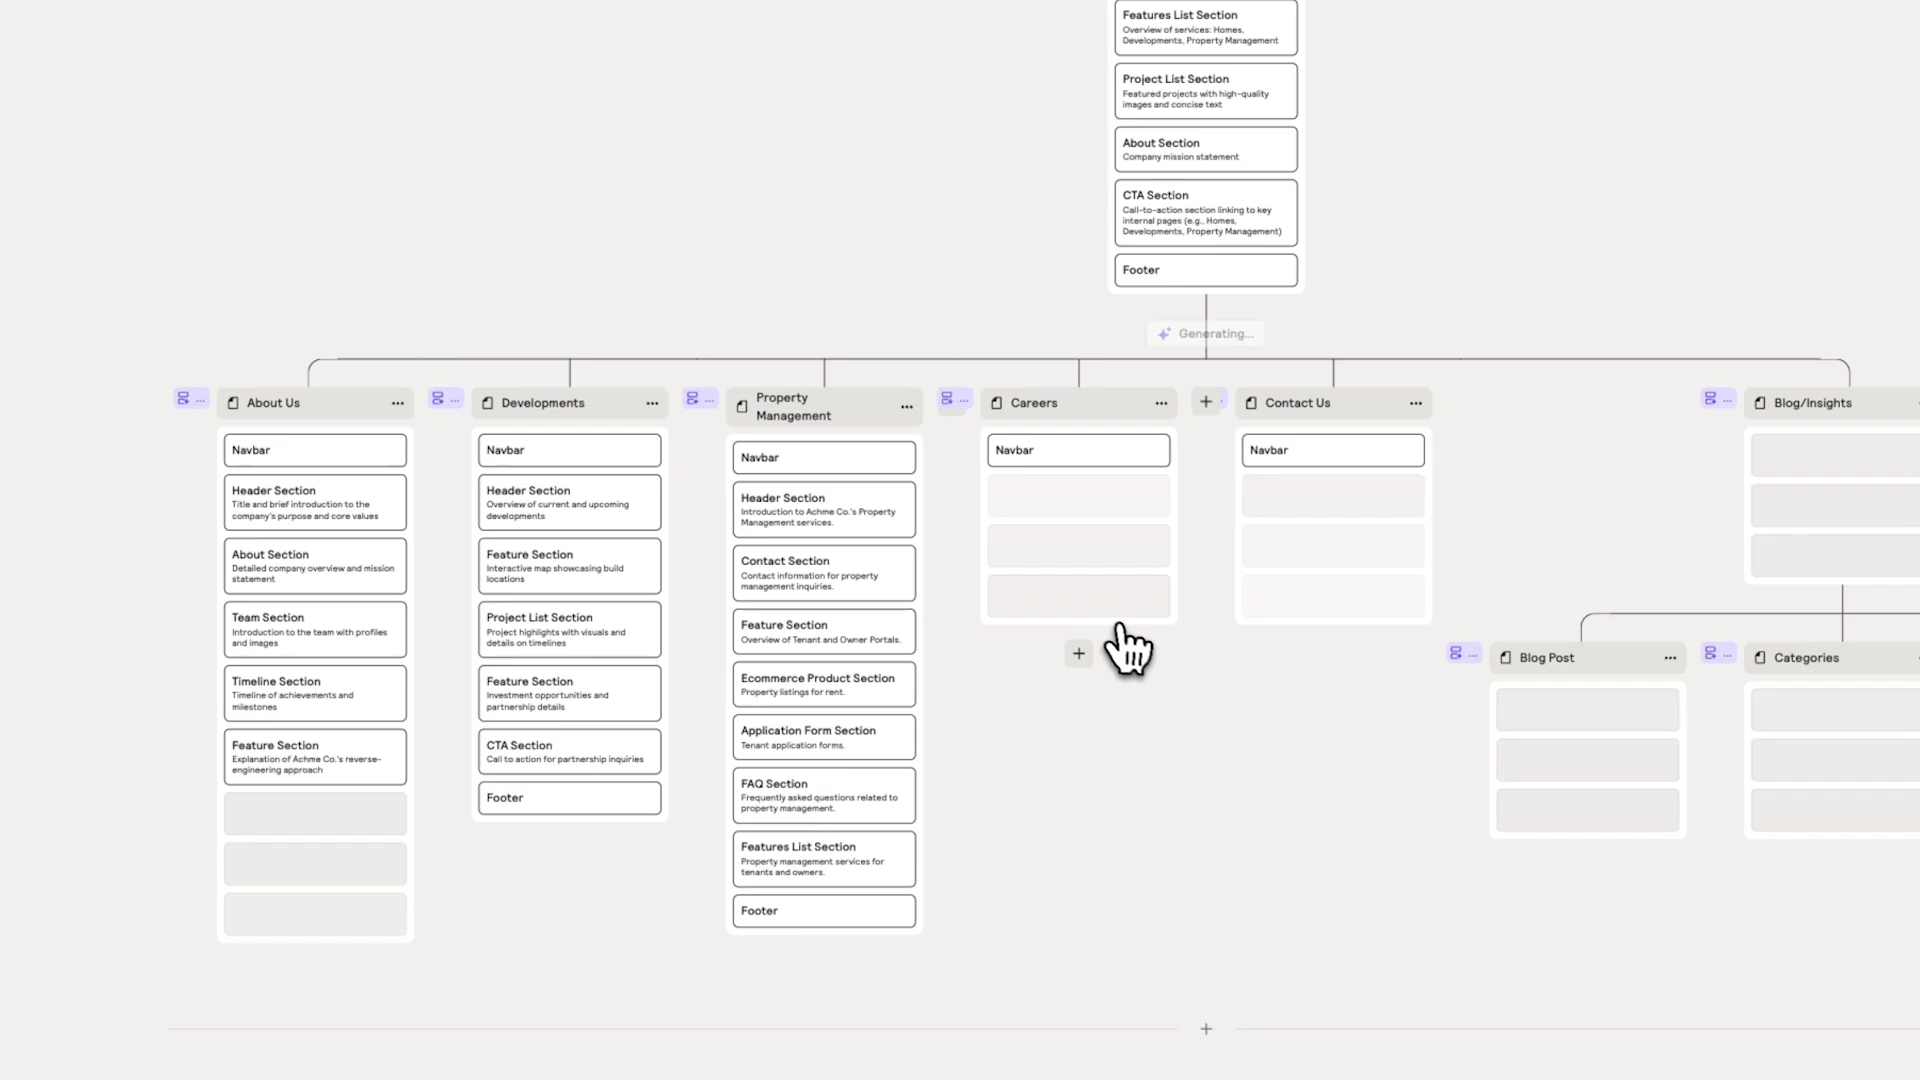 Features List Section
Overview of services: Homes,
Developments, Property Management
Project List Section
Featured projects with high-quality
images and concise text
About Section
Company mission statement
CTA Section
Call-to-action section linking to key
internal pages (e.g., Homes,
Developments, Property Management)
Footer
Generating...
About Us
Navbar
Header Section
Title and brief introduction to the
company's purpose and core values
About Section
Detailed company overview and mission
statement
Team Section
Introduction to the team with profiles
and images
Timeline Section
Timeline of achievements and
milestones
Feature Section
Explanation of Achme Co.'s reverse-
engineering approach
Developments
Navbar
Header Section
Overview of current and upcoming
developments
Feature Section
Interactive map showcasing build
locations
Project List Section
Project highlights with visuals and
details on timelines
Feature Section
Investment opportunities and
partnership details
CTA Section
Call to action for partnership inquiries
Footer
Property
Management
Navbar
Header Section
Introduction to Achme Co.'s Property
Management services.
Contact Section
Contact information for property
management inquiries.
Feature Section
Overview of Tenant and Owner Portals.
Ecommerce Product Section
Property listings for rent.
Application Form Section
Tenant application forms.
FAQ Section
Frequently asked questions related to
property management.
Features List Section
Property management services for
tenants and owners.
Footer
Careers
Navbar
Contact Us
Navbar
Blog/Insights
Blog Post
Categories